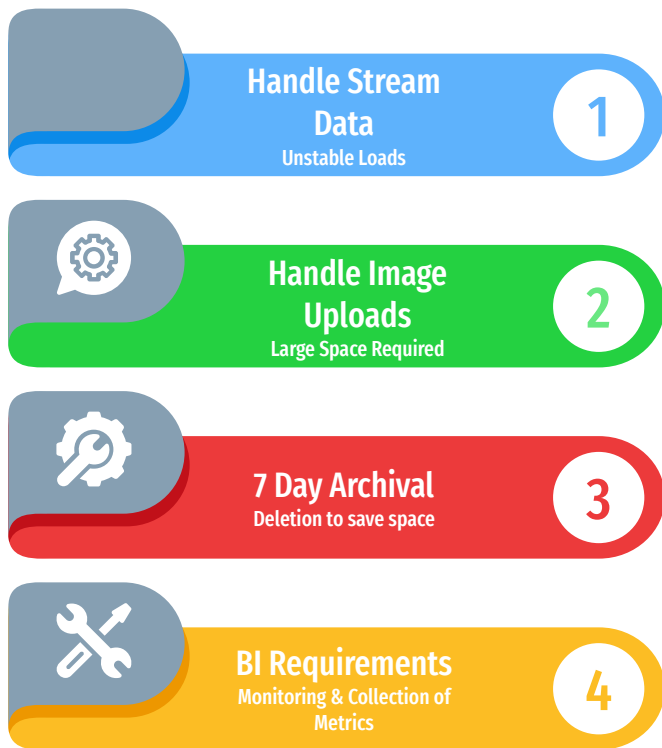 Handle Stream
Data
Unstable Loads
1
Handle Image
Uploads
Large Space Required
2
7 Day Archival
Deletion to save space
3
BI Requirements
Monitoring & Collection of
Metrics
4